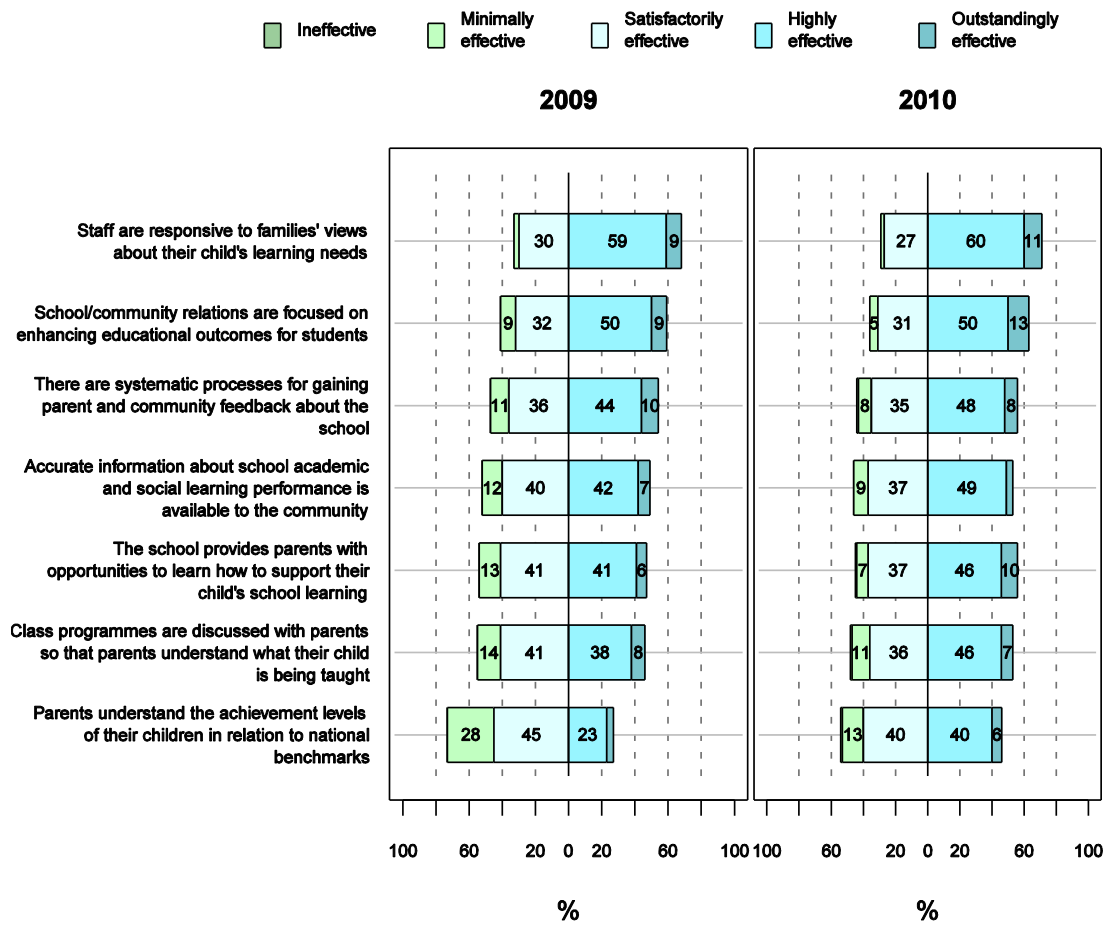 Ineffective
Minimally
effective
Satisfactorily
effective
Highly
effective
Outstandingly
effective
2009
2010
Staff are responsive to families' views
about their child's learning needs
30 59 9
27 60 11
School/community relations are focused on
enhancing educational outcomes for students
9 32 50 9
5 31 50 13
There are systematic processes for gaining
parent and community feedback about the
school
11 36 44 10
8 35 48 8
Accurate information about school academic
and social learning performance is
available to the community
12 40 42 7
9 37 49
The school provides parents with
opportunities to learn how to support their
child's school learning
13 41 41 6
7 37 46 10
Class programmes are discussed with parents
so that parents understand what their child
is being taught
14 41 38 8
11 36 46 7
Parents understand the achievement levels
of their children in relation to national
benchmarks
28 45 23
13 40 40 6
100 60 20 0 20 60 100
100 60 20 0 20 60 100
%
%